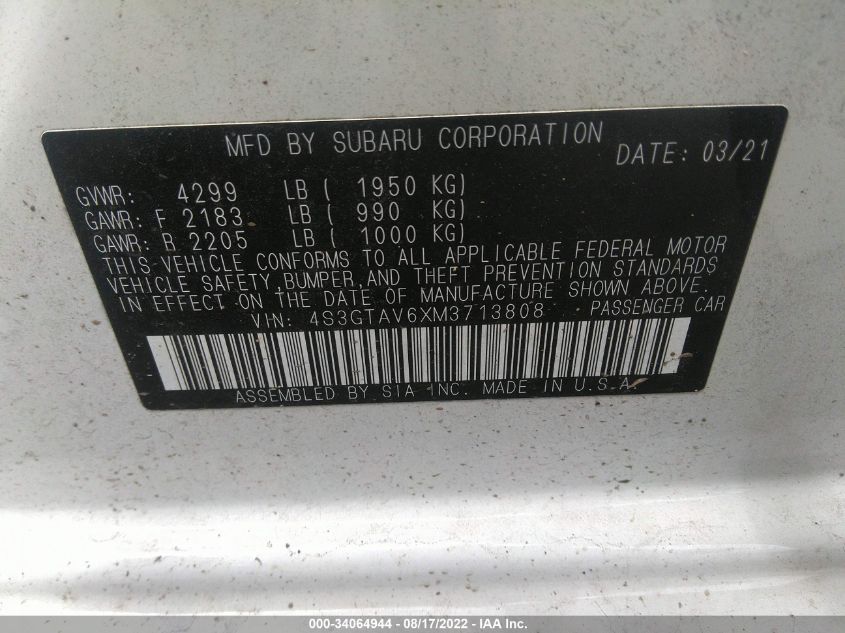 MFD BY SUBARU CORPORATION DATE: 03/21
GVWR: 4299 LB ( 1950 KG)
GAWR: F 2183 LB ( 990 KG)
GAWR: R 2205 LB ( 1000 KG)
THIS VEHICLE CONFORMS TO ALL APPLICABLE FEDERAL MOTOR
VEHICLE SAFETY, BUMPER, AND THEFT PREVENTION STANDARDS
IN EFFECT ON THE DATE OF MANUFACTURE SHOWN ABOVE.
VIN: 4S3GTAV6XM3713808 PASSENGER CAR
ASSEMBLED BY SIA INC. MADE IN U.S.A.
000-34064944 - 08/17/2022 - IAA Inc.